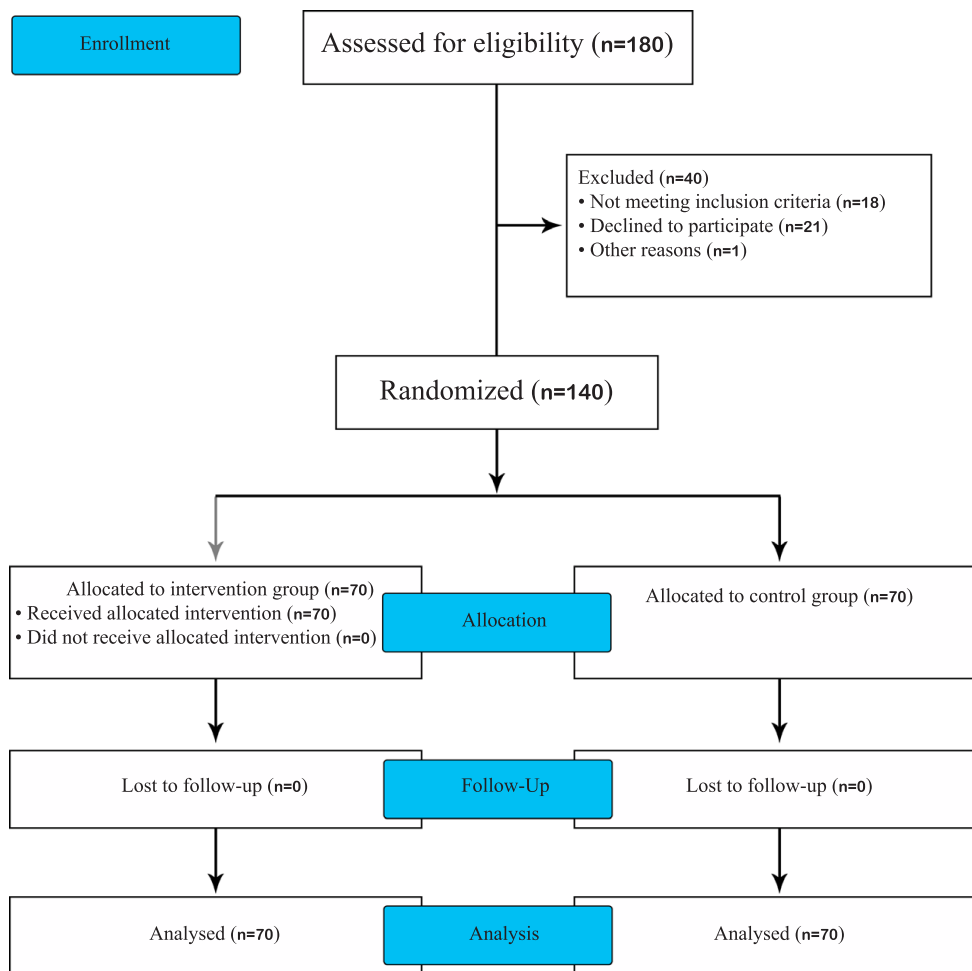 Enrollment
Assessed for eligibility (n=180)
Excluded (n=40)
• Not meeting inclusion criteria (n=18)
• Declined to participate (n=21)
• Other reasons (n=1)
Randomized (n=140)
Allocated to intervention group (n=70)
• Received allocated intervention (n=70)
• Did not receive allocated intervention (n=0)
Allocation
Allocated to control group (n=70)
Lost to follow-up (n=0)
Follow-Up
Lost to follow-up (n=0)
Analysed (n=70)
Analysis
Analysed (n=70)